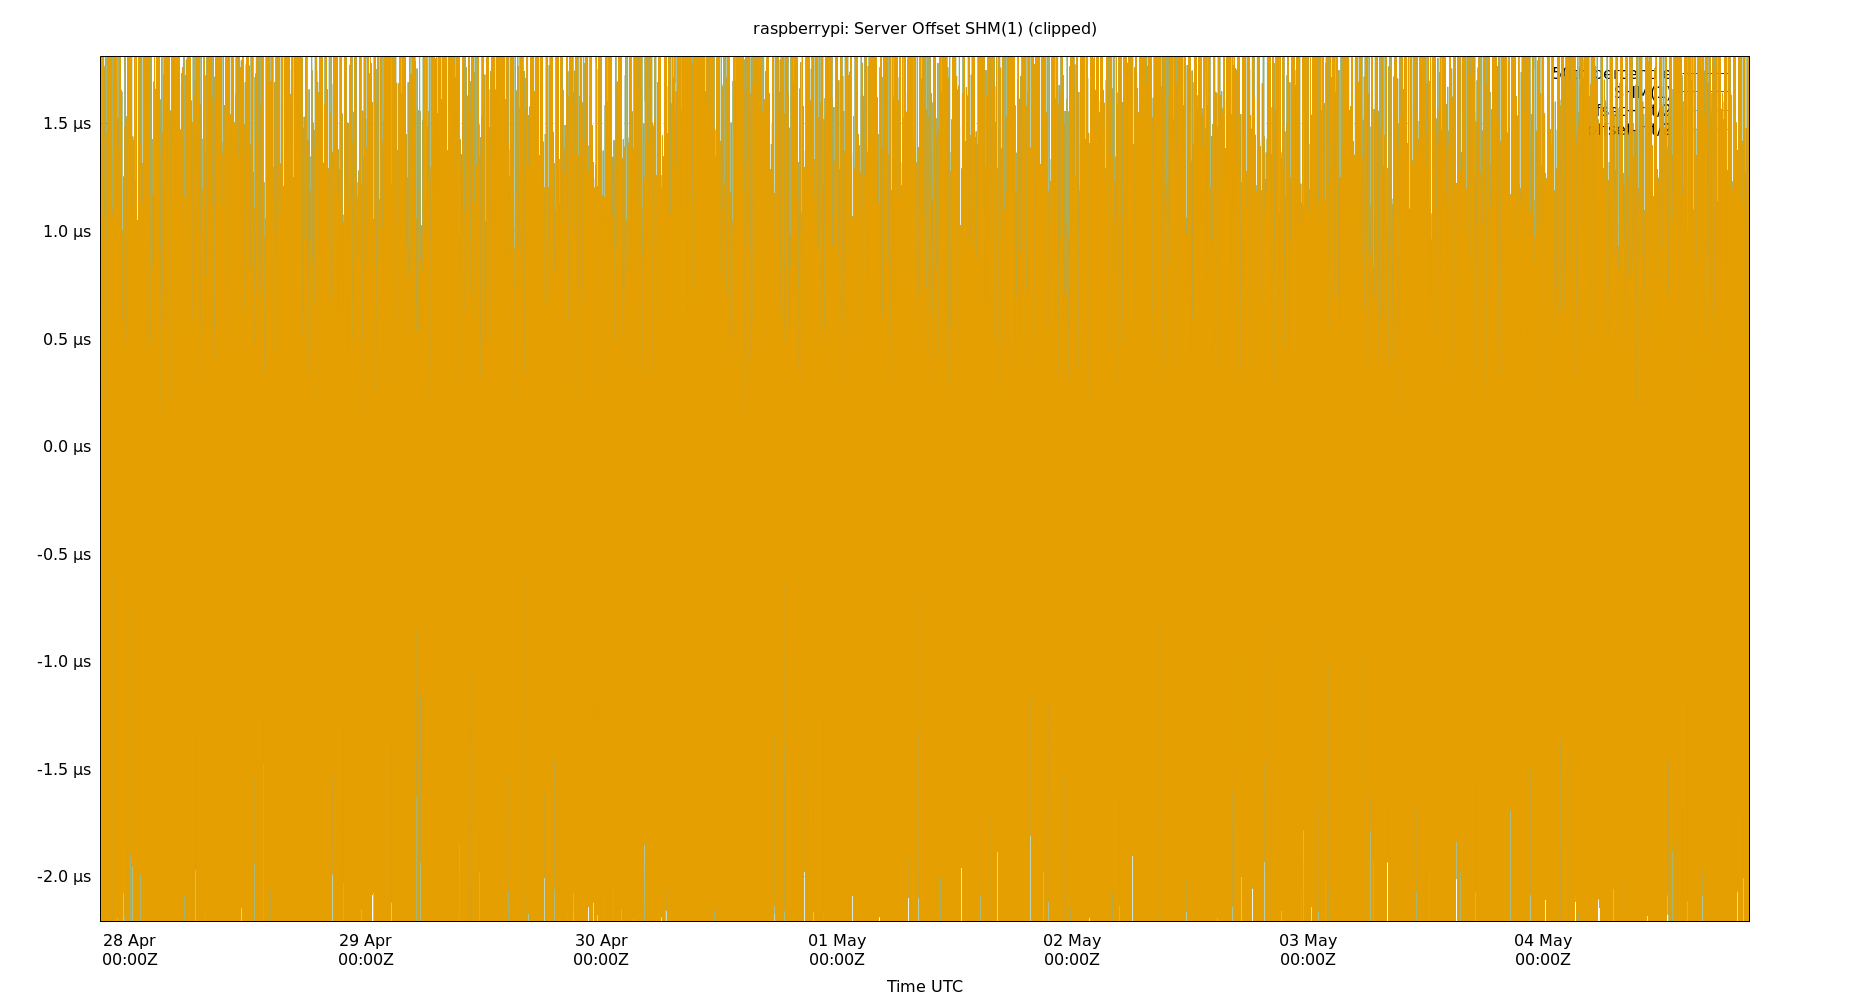 raspberrypi: Server Offset SHM(1) (clipped)
SHM(1)
1.5 µs
1.0 µs
0.5 µs
0.0 µs
-0.5 µs
-1.0 µs
-1.5 µs
-2.0 µs
28 Apr 29 Apr 30 Apr 01 May 02 May 03 May 04 May
00:00Z 00:00Z 00:00Z 00:00Z 00:00Z 00:00Z 00:00Z
Time UTC